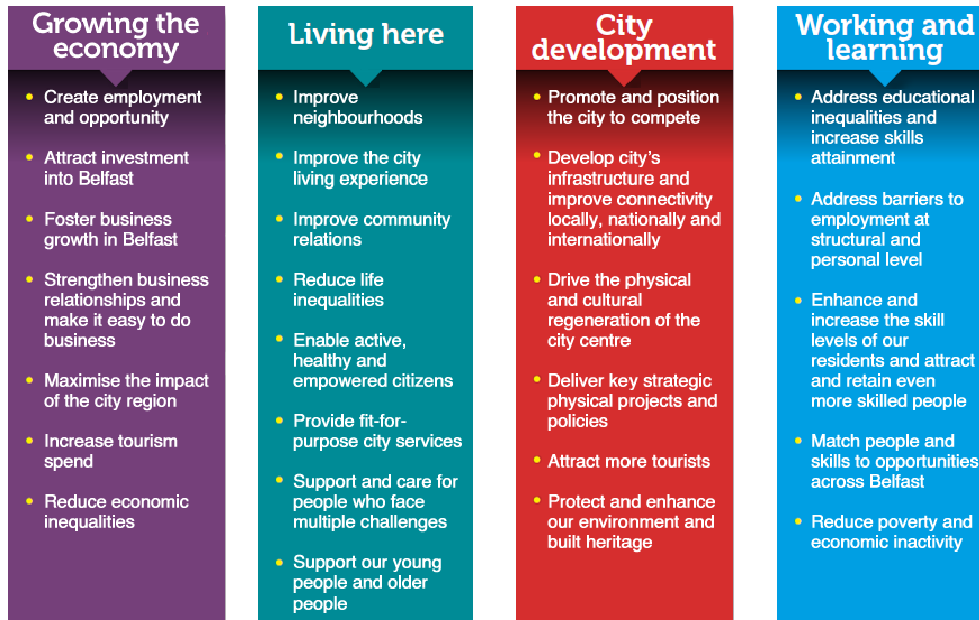 Growing the
economy
• Create employment
and opportunity
• Attract investment
into Belfast
• Foster business
growth in Belfast
• Strengthen business
relationships and
make it easy to do
business
• Maximise the impact
of the city region
• Increase tourism
spend
• Reduce economic
inequalities
Living here
• Improve
neighbourhoods
• Improve the city
living experience
• Improve community
relations
• Reduce life
inequalities
• Enable active,
healthy and
empowered citizens
• Provide fit-for-
purpose city services
• Support and care for
people who face
multiple challenges
• Support our young
people and older
people
City
development
• Promote and position
the city to compete
• Develop city's
infrastructure and
improve connectivity
locally, nationally and
internationally
• Drive the physical
and cultural
regeneration of the
city centre
• Deliver key strategic
physical projects and
policies
• Attract more tourists
• Protect and enhance
our environment and
built heritage
Working and
learning
• Address educational
inequalities and
increase skills
attainment
• Address barriers to
employment at
structural and
personal level
• Enhance and
increase the skill
levels of our
residents and attract
and retain even
more skilled people
• Match people and
skills to opportunities
across Belfast
• Reduce poverty and
economic inactivity